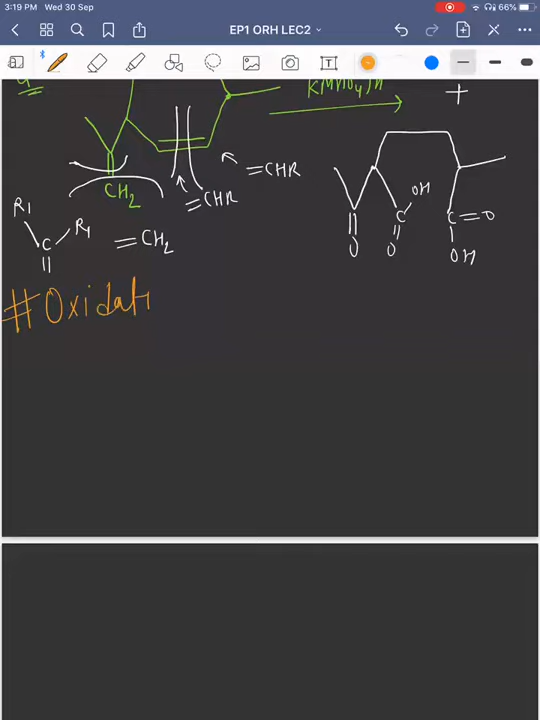 3:19 PM Wed 30 Sep
66%
EP1 ORH LEC2
T
+
CH2
=CHR
=CHR
R1
R1
C
=CH2
OH
C
O
O
C=O
OH
#Oxidati